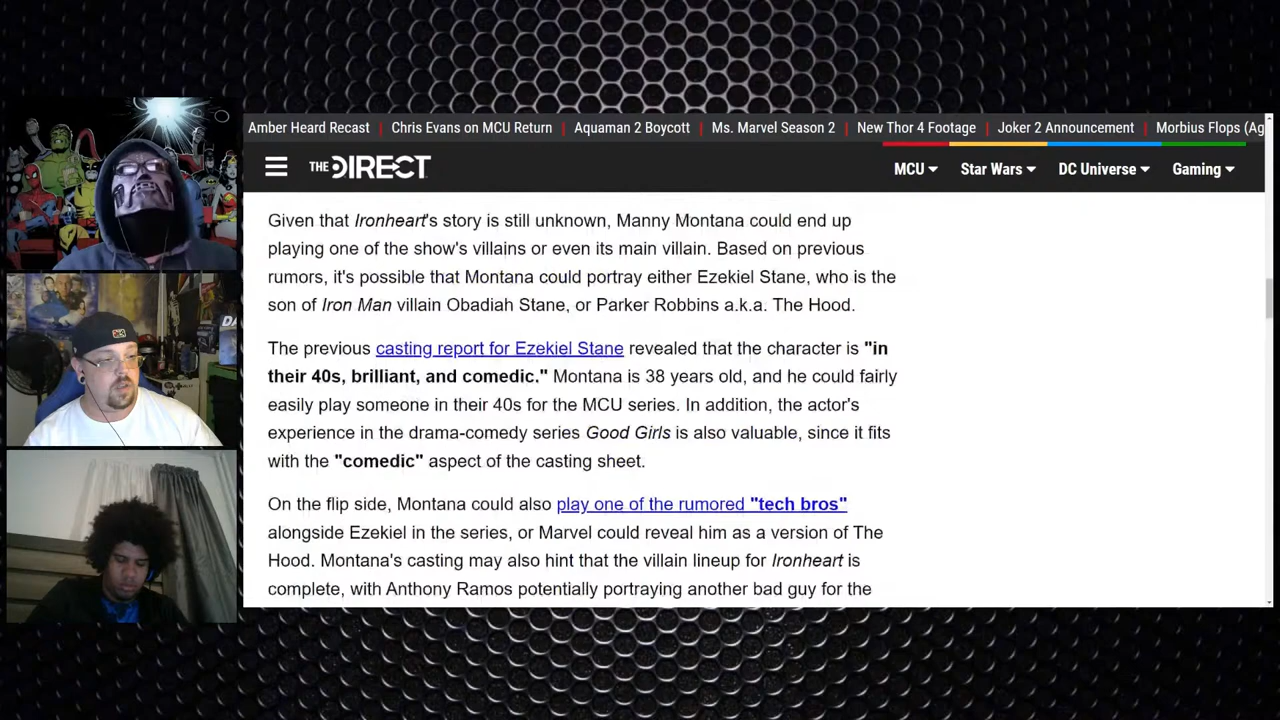 Amber Heard Recast | Chris Evans on MCU Return | Aquaman 2 Boycott | Ms. Marvel Season 2 | New Thor 4 Footage | Joker 2 Announcement | Morbius Flops (Ag
THE DIRECT
MCU Star Wars DC Universe Gaming
Given that Ironheart's story is still unknown, Manny Montana could end up
playing one of the show's villains or even its main villain. Based on previous
rumors, it's possible that Montana could portray either Ezekiel Stane, who is the
son of Iron Man villain Obadiah Stane, or Parker Robbins a.k.a. The Hood.
The previous casting report for Ezekiel Stane revealed that the character is "in
their 40s, brilliant, and comedic." Montana is 38 years old, and he could fairly
easily play someone in their 40s for the MCU series. In addition, the actor's
experience in the drama-comedy series Good Girls is also valuable, since it fits
with the "comedic" aspect of the casting sheet.
On the flip side, Montana could also play one of the rumored "tech bros"
alongside Ezekiel in the series, or Marvel could reveal him as a version of The
Hood. Montana's casting may also hint that the villain lineup for Ironheart is
complete, with Anthony Ramos potentially portraying another bad guy for the